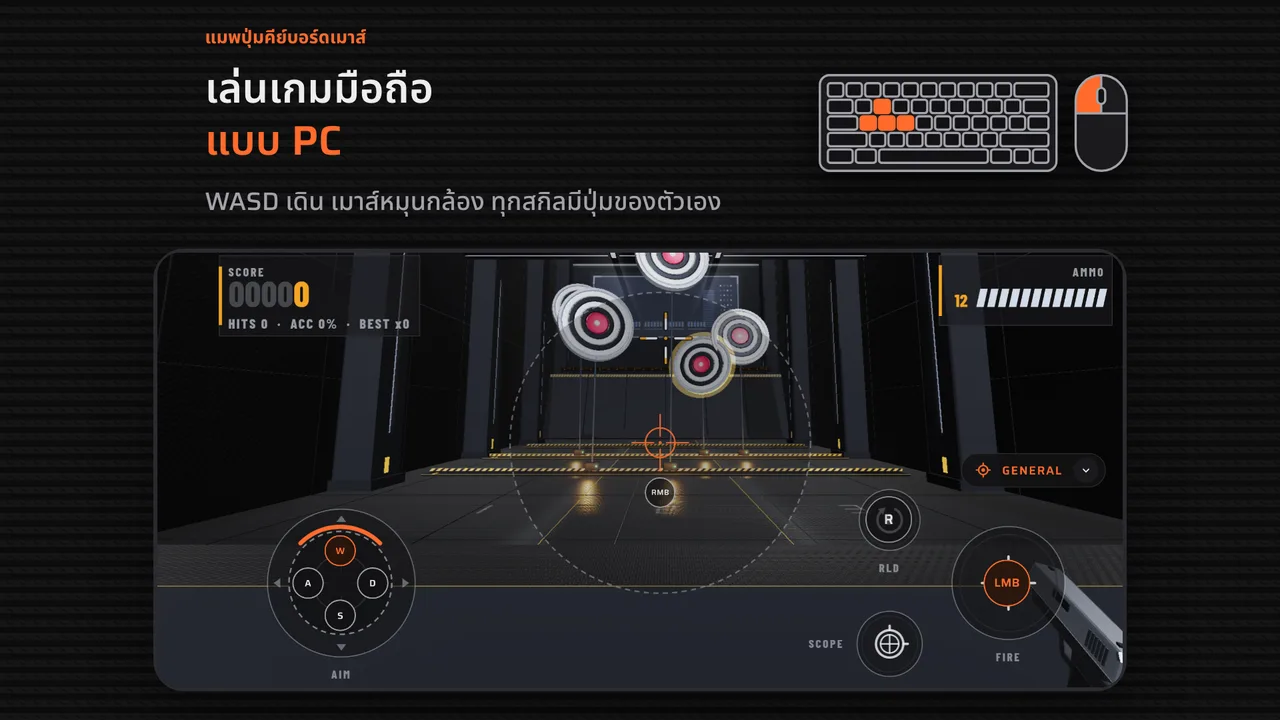 แมพปุ่มคีย์บอร์ดเมาส์
เล่นเกมมือถือ
แบบ PC
WASD เดิน เมาส์หมุนกล้อง ทุกสกิลมีปุ่มของตัวเอง
SCORE
00000
HITS 0 · ACC 0% · BEST x0
AMMO
12
GENERAL
RMB
R
RLD
W
A
D
S
AIM
LMB
FIRE
SCOPE